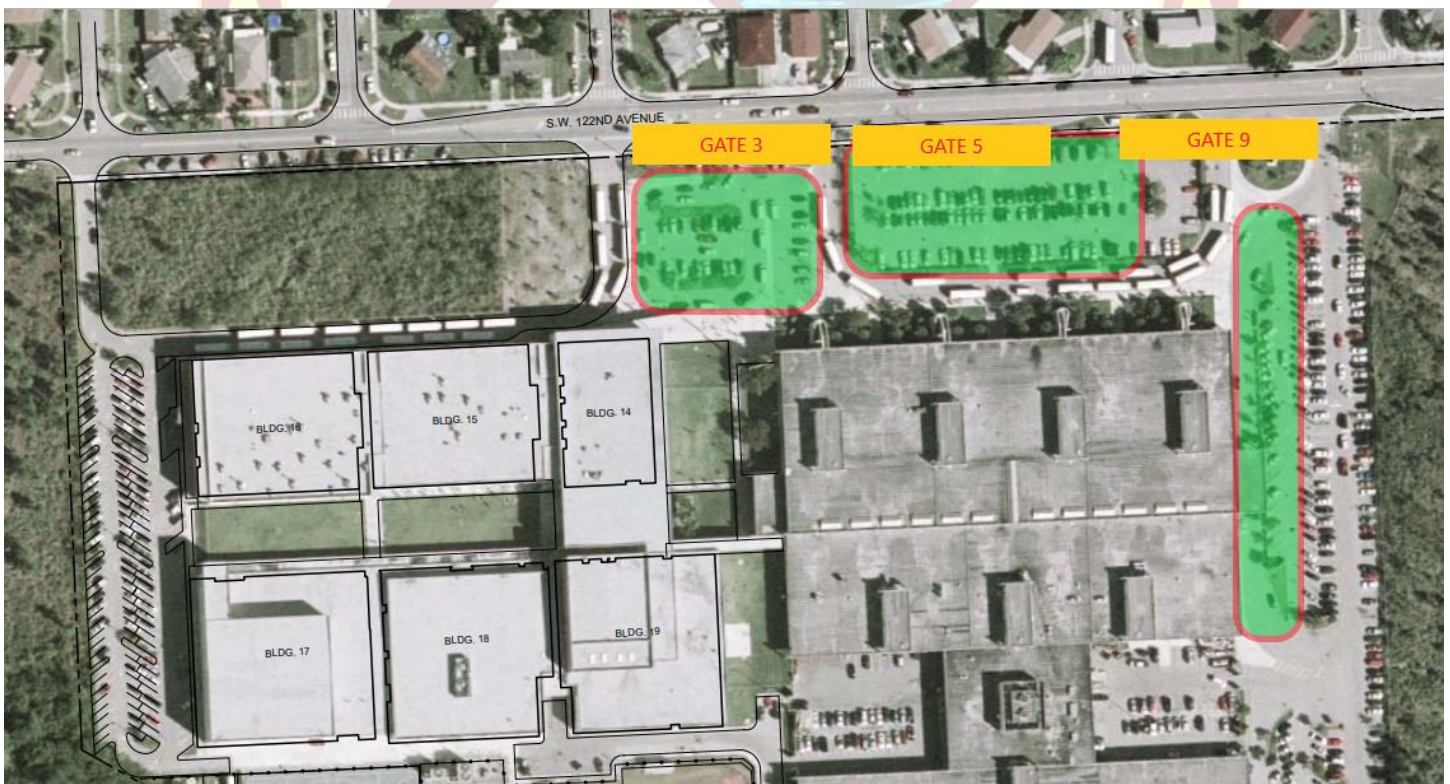 S.W. 122ND AVENUE
GATE 3
GATE 5
GATE 9
BLDG. 16
BLDG. 15
BLDG. 14
BLDG. 17
BLDG. 18
BLDG. 19